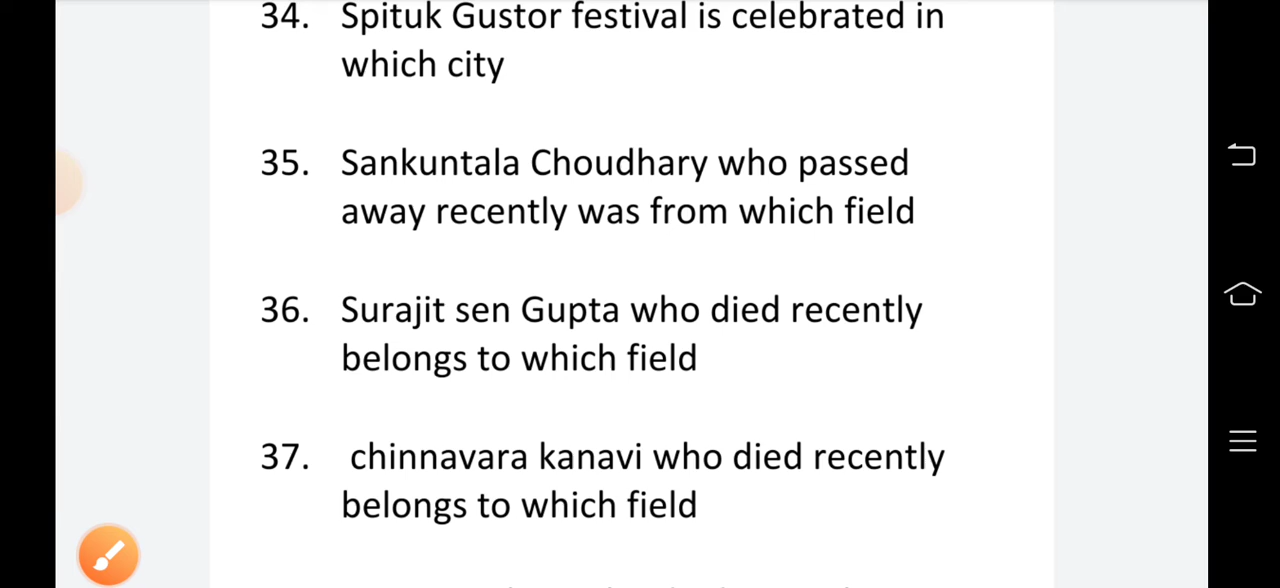 34. Spituk Gustor festival is celebrated in
which city
35. Sankuntala Choudhary who passed
away recently was from which field
36. Surajit sen Gupta who died recently
belongs to which field
37. chinnavara kanavi who died recently
belongs to which field